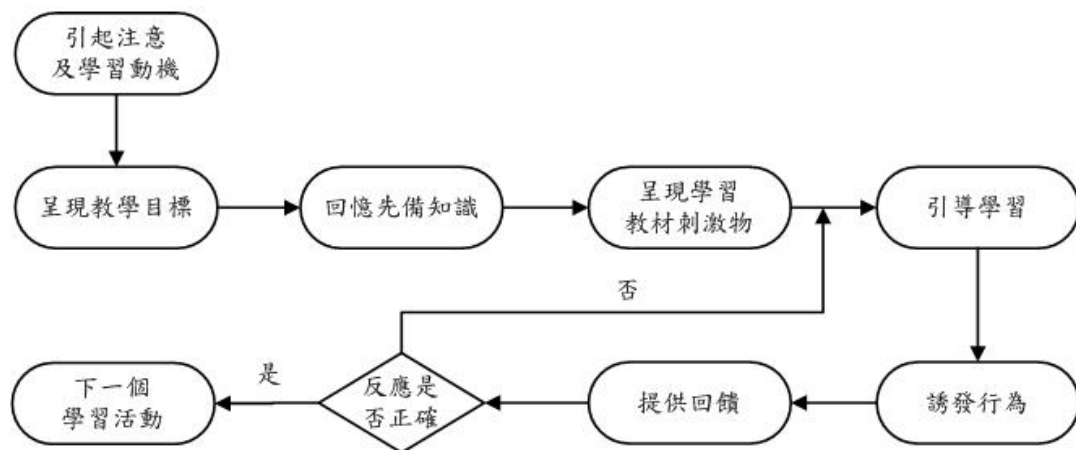 引起注意
及學習動機
呈現教學目標
回憶先備知識
呈現學習
教材刺激物
引導學習
否
下一個
學習活動
是
反應是
否正確
提供回饋
誘發行為